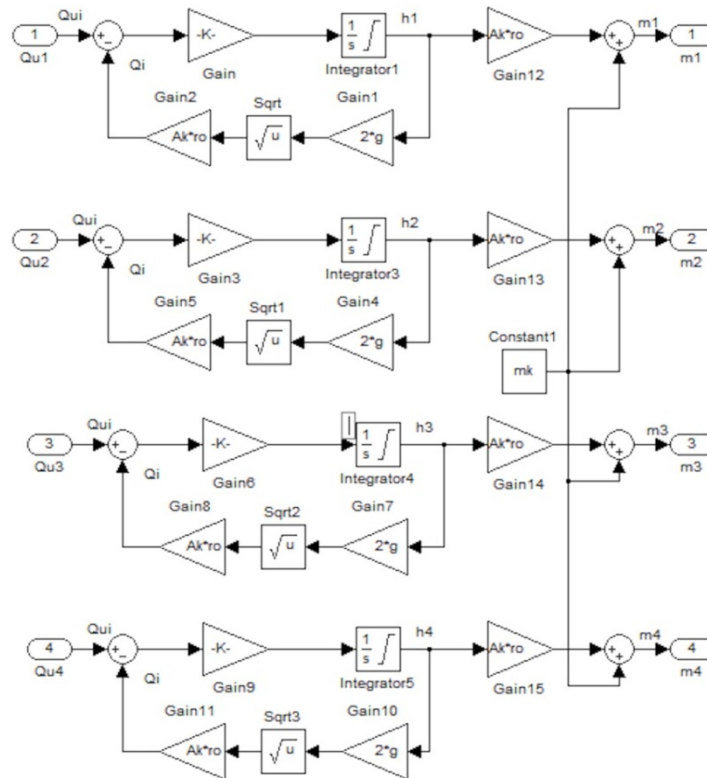 Qui h1 m1
1 -K- 1/s Ak*ro 1
Qu1 Qi Gain Integrator1 Gain12 m1
Gain2 Sqrt Gain1
Ak*ro √u 2*g
Qui h2 m2
2 -K- 1/s Ak*ro 2
Qu2 Qi Gain3 Integrator3 Gain13 m2
Gain5 Sqrt1 Gain4
Ak*ro √u 2*g
Constant1
mk
Qui h3 m3
3 -K- 1/s Ak*ro 3
Qu3 Qi Gain6 Integrator4 Gain14 m3
Gain8 Sqrt2 Gain7
Ak*ro √u 2*g
Qui h4 m4
4 -K- 1/s Ak*ro 4
Qu4 Qi Gain9 Integrator5 Gain15 m4
Gain11 Sqrt3 Gain10
Ak*ro √u 2*g